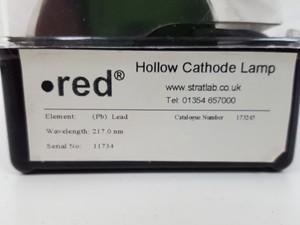 •red®
Hollow Cathode Lamp
www.stratlab.co.uk
Tel: 01354 657000
Element: (Pb) Lead Catalogue Number 173245
Wavelength: 217.0 nm
Serial No: 11734